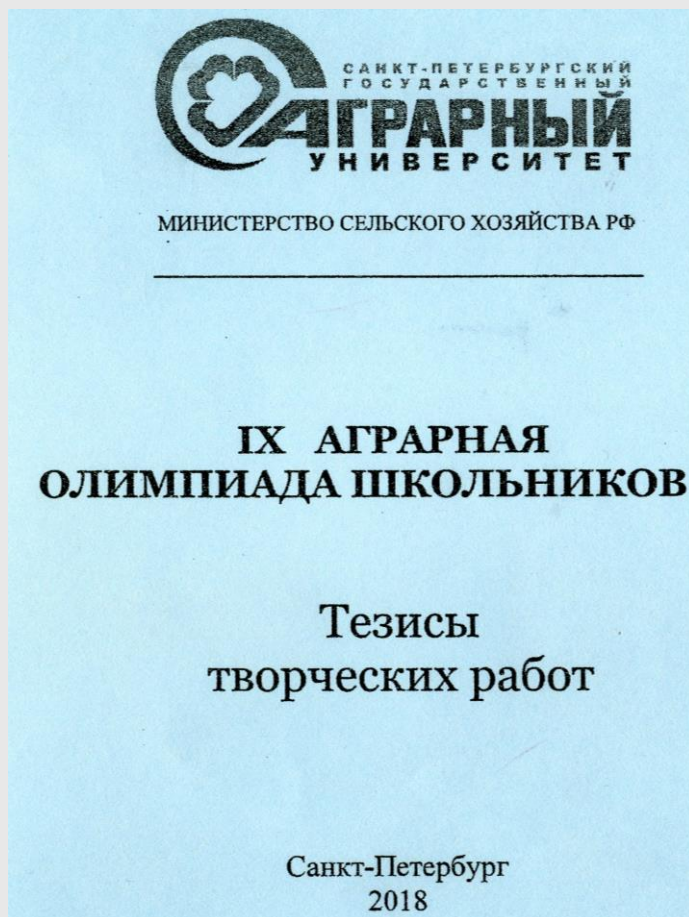 САНКТ-ПЕТЕРБУРГСКИЙ
ГОСУДАРСТВЕННЫЙ
АГРАРНЫЙ
УНИВЕРСИТЕТ
МИНИСТЕРСТВО СЕЛЬСКОГО ХОЗЯЙСТВА РФ
IX АГРАРНАЯ
ОЛИМПИАДА ШКОЛЬНИКОВ
Тезисы
творческих работ
Санкт-Петербург
2018